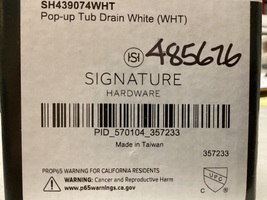 SH439074WHT
Pop-up Tub Drain White (WHT)
ISI
485676
SIGNATURE
HARDWARE
PID_570104_357233
Made in Taiwan
357233
PROP65 WARNING FOR CALIFORNIA RESIDENTS
WARNING: Cancer and Reproductive Harm
www.p65warnings.ca.gov
UPC
C